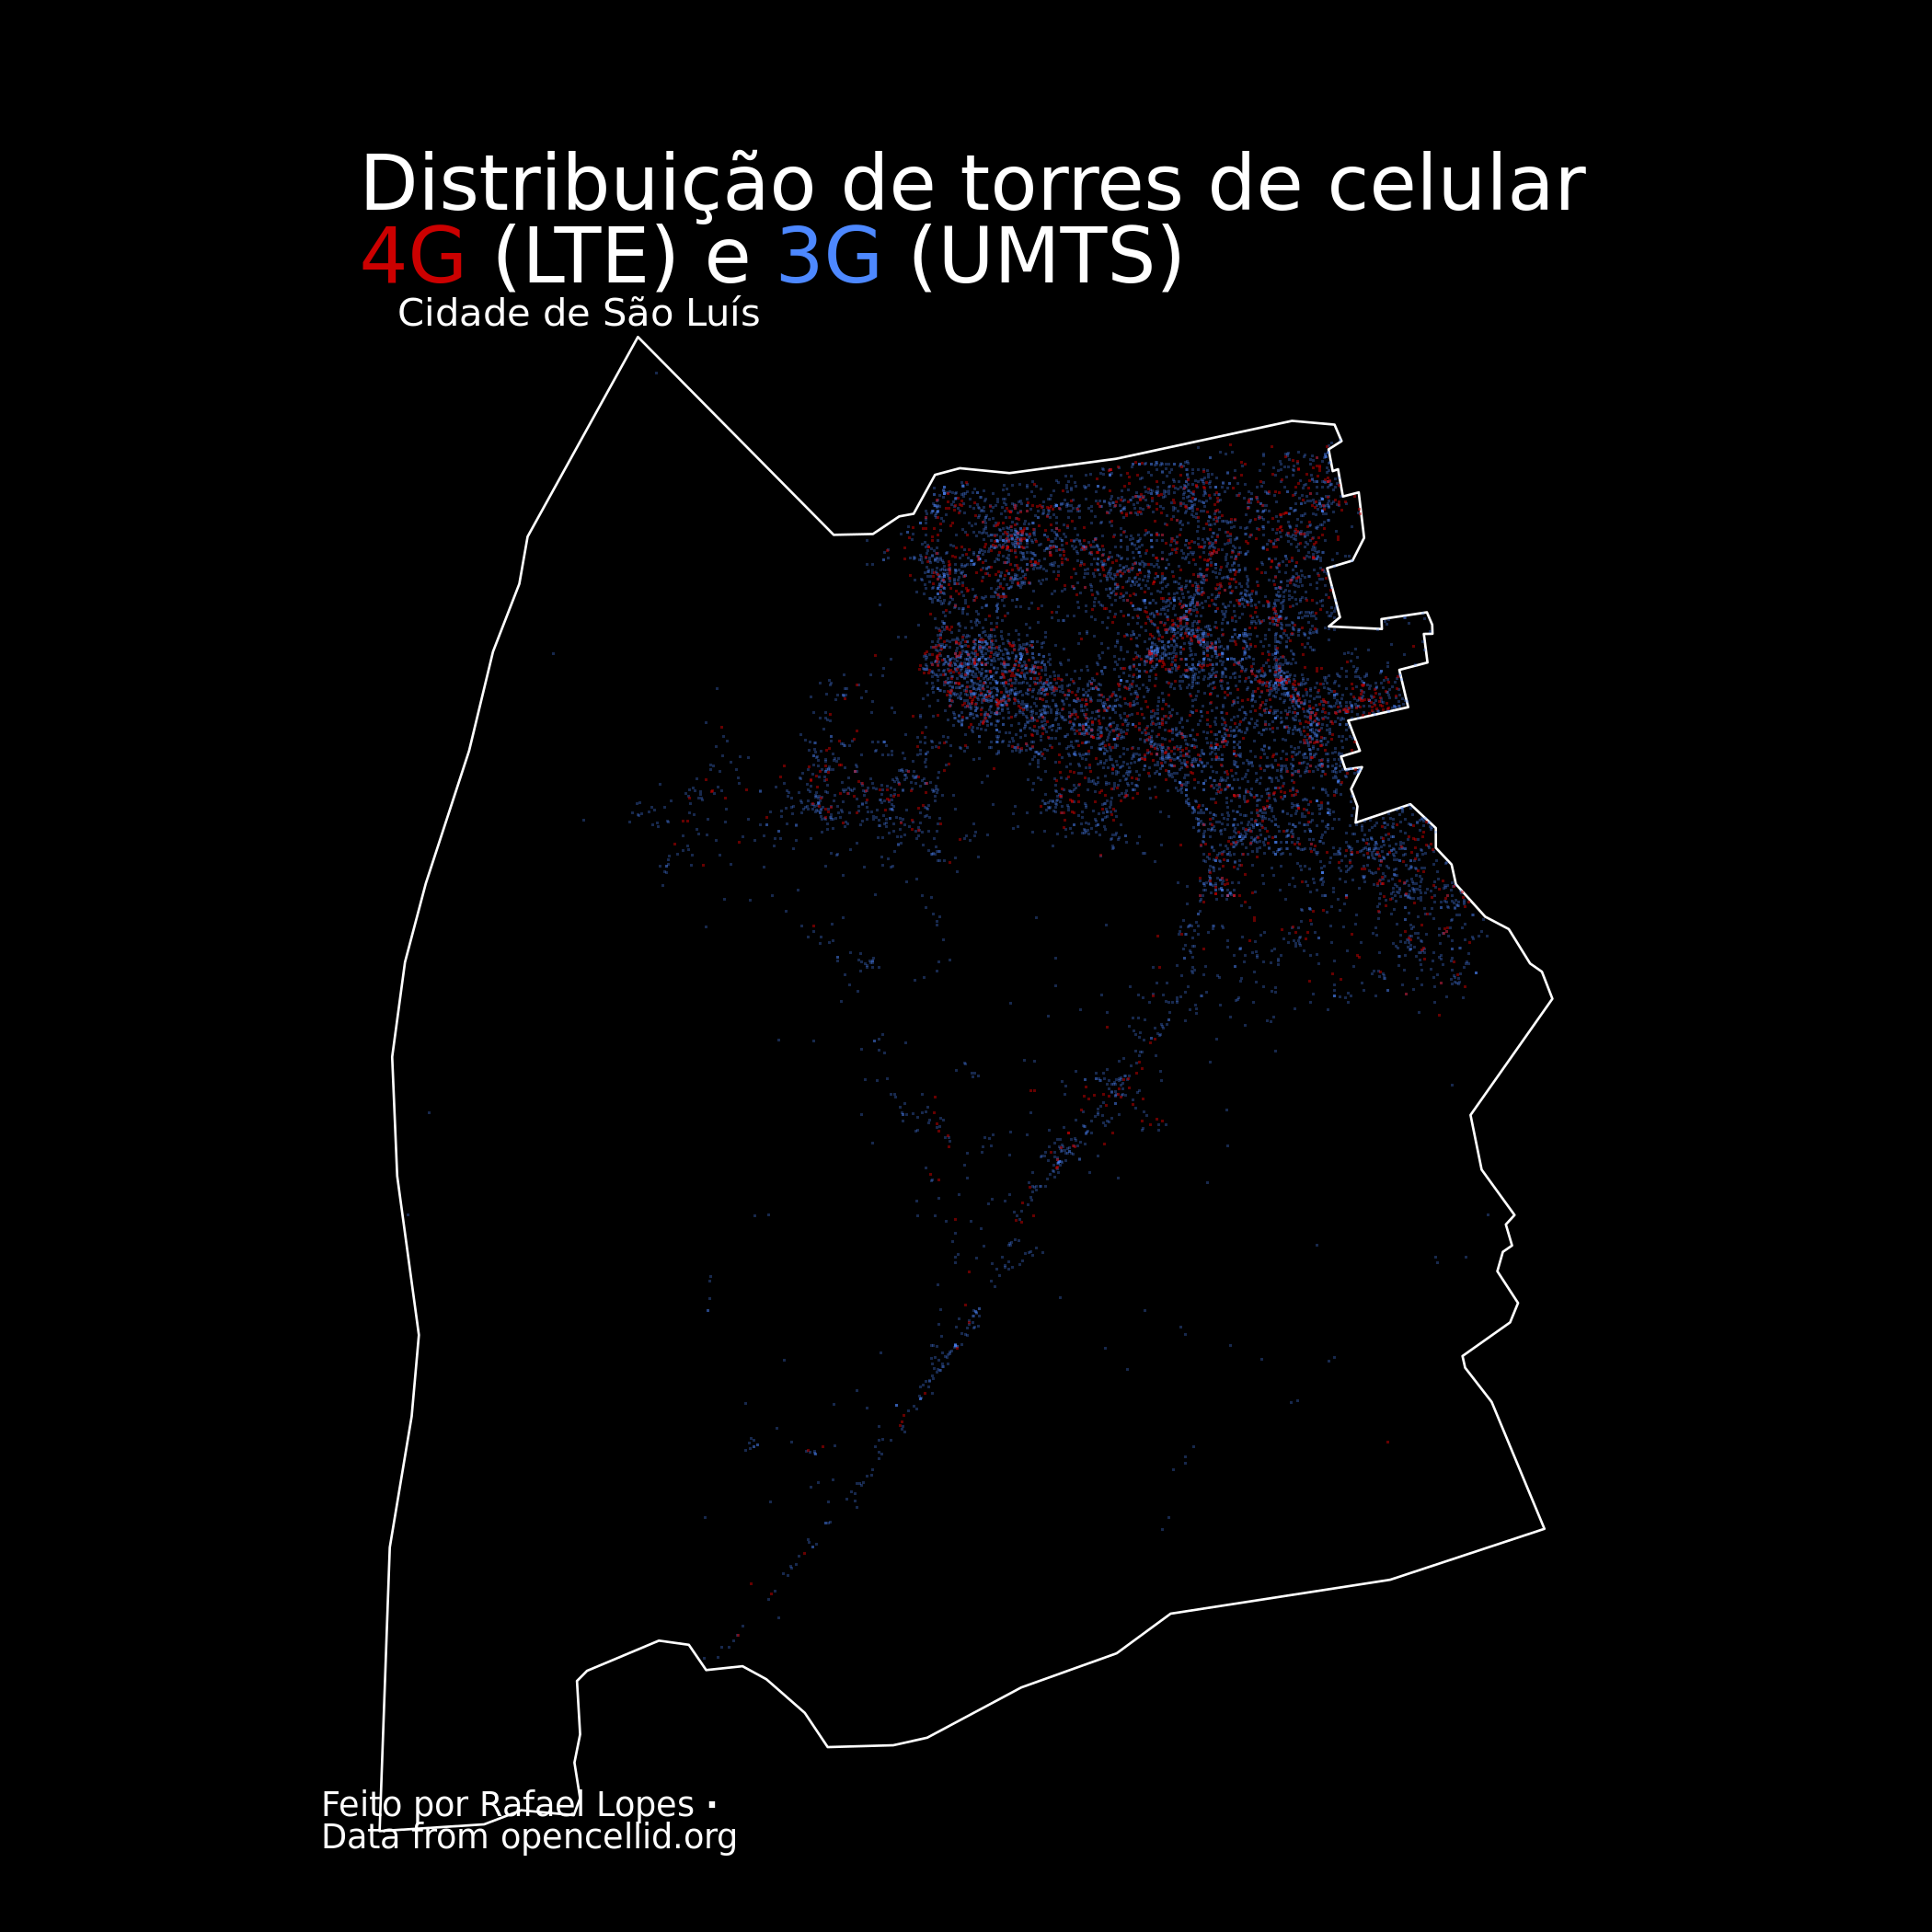 Distribuição de torres de celular
4G (LTE) e 3G (UMTS)
Cidade de São Luís
Feito por Rafael Lopes ·
Data from opencellid.org